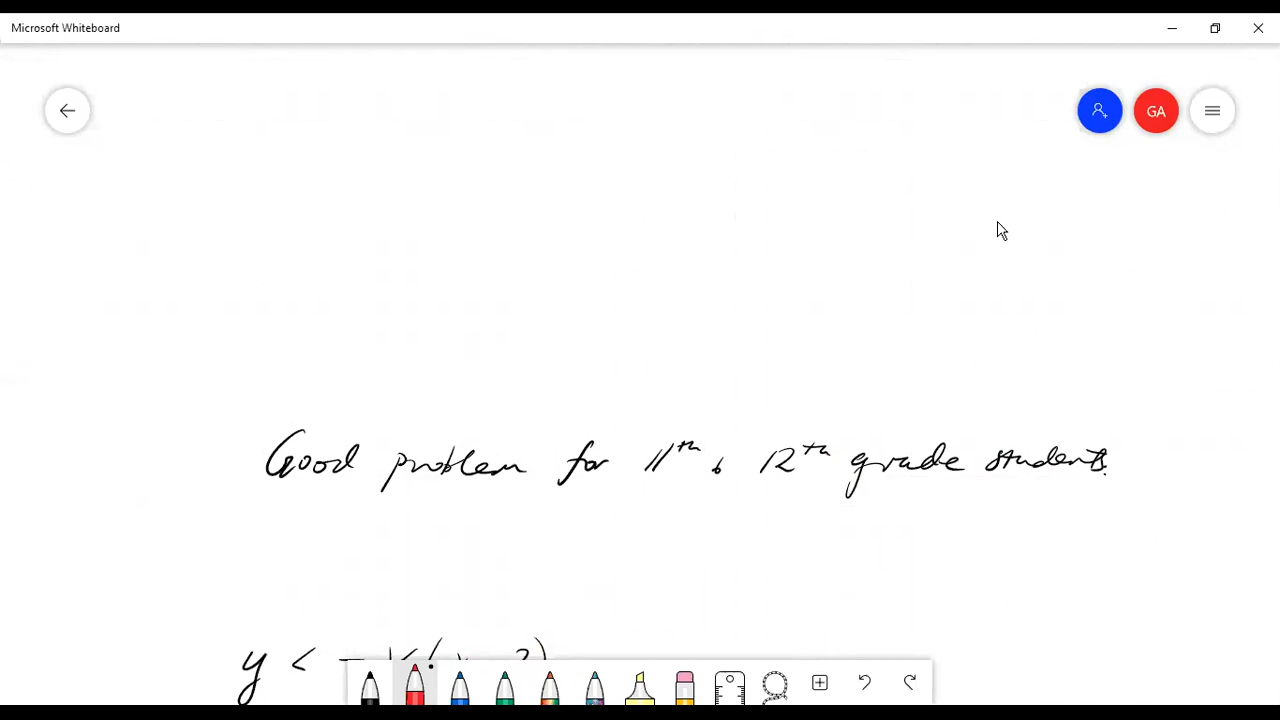 Microsoft Whiteboard
GA
Good problem for 11th & 12th grade students.
y <